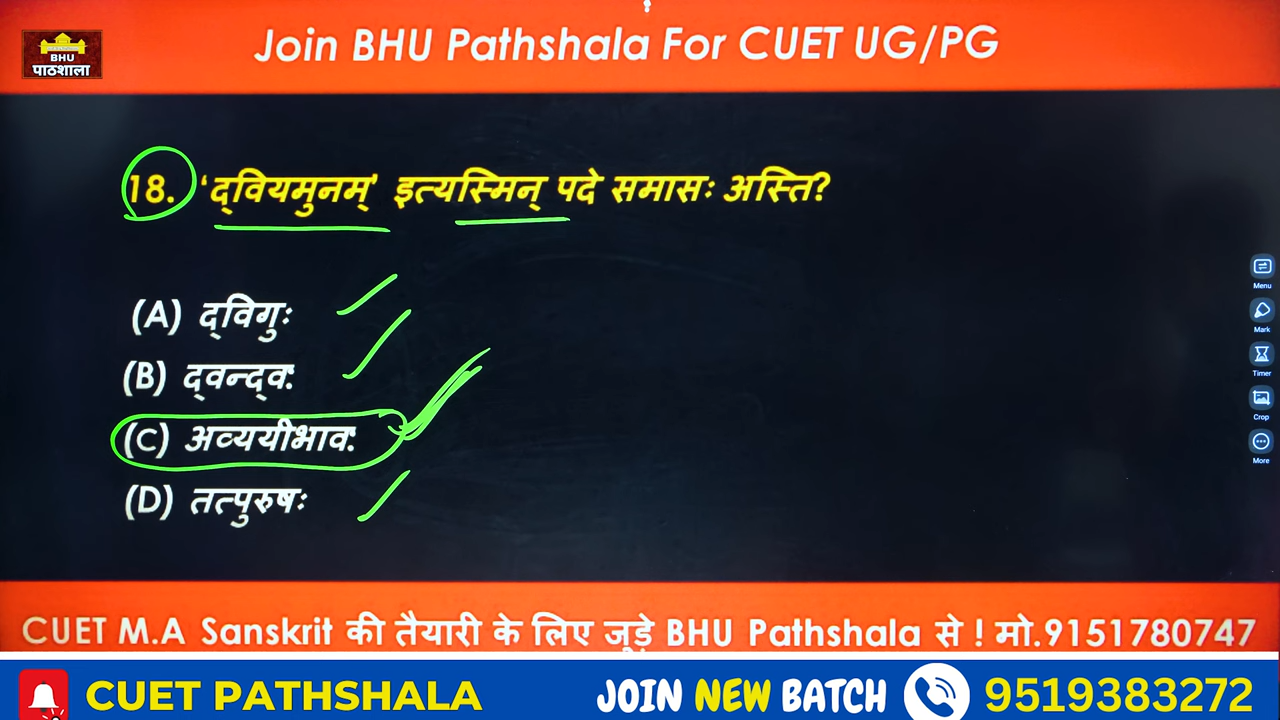 Join BHU Pathshala For CUET UG/PG
BHU
पाठशाला
18. 'द्वियमुनम्' इत्यस्मिन् पदे समासः अस्ति?
(A) द्विगुः
(B) द्वन्द्व:
(C) अव्ययीभाव:
(D) तत्पुरुषः
Menu
Mark
Timer
Crop
More
CUET M.A Sanskrit की तैयारी के लिए जुड़े BHU Pathshala से ! मो.9151780747
CUET PATHSHALA
JOIN NEW BATCH
9519383272